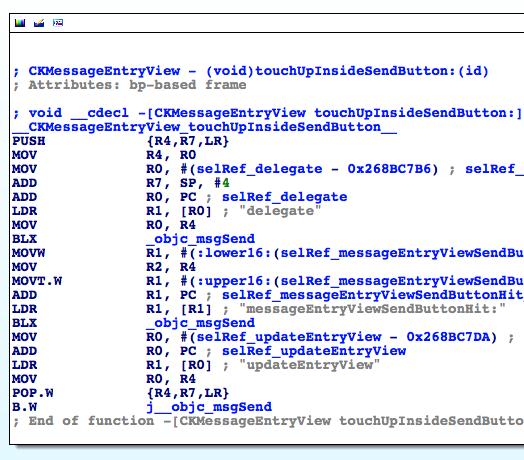 ; CKMessageEntryView - (void)touchUpInsideSendButton:(id)
; Attributes: bp-based frame
; void __cdecl -[CKMessageEntryView touchUpInsideSendButton:]
__CKMessageEntryView_touchUpInsideSendButton__
PUSH {R4,R7,LR}
MOV R4, R0
MOV R0, #(selRef_delegate - 0x268BC7B6) ; selRef_
ADD R7, SP, #4
ADD R0, PC ; selRef_delegate
LDR R1, [R0] ; "delegate"
MOV R0, R4
BLX _objc_msgSend
MOVW R1, #(:lower16:(selRef_messageEntryViewSendBu
MOV R2, R4
MOVT.W R1, #(:upper16:(selRef_messageEntryViewSendBu
ADD R1, PC ; selRef_messageEntryViewSendButtonHit_
LDR R1, [R1] ; "messageEntryViewSendButtonHit:"
BLX _objc_msgSend
MOV R0, #(selRef_updateEntryView - 0x268BC7DA) ;
ADD R0, PC ; selRef_updateEntryView
LDR R1, [R0] ; "updateEntryView"
MOV R0, R4
POP.W {R4,R7,LR}
B.W j__objc_msgSend
; End of function -[CKMessageEntryView touchUpInsideSendButto